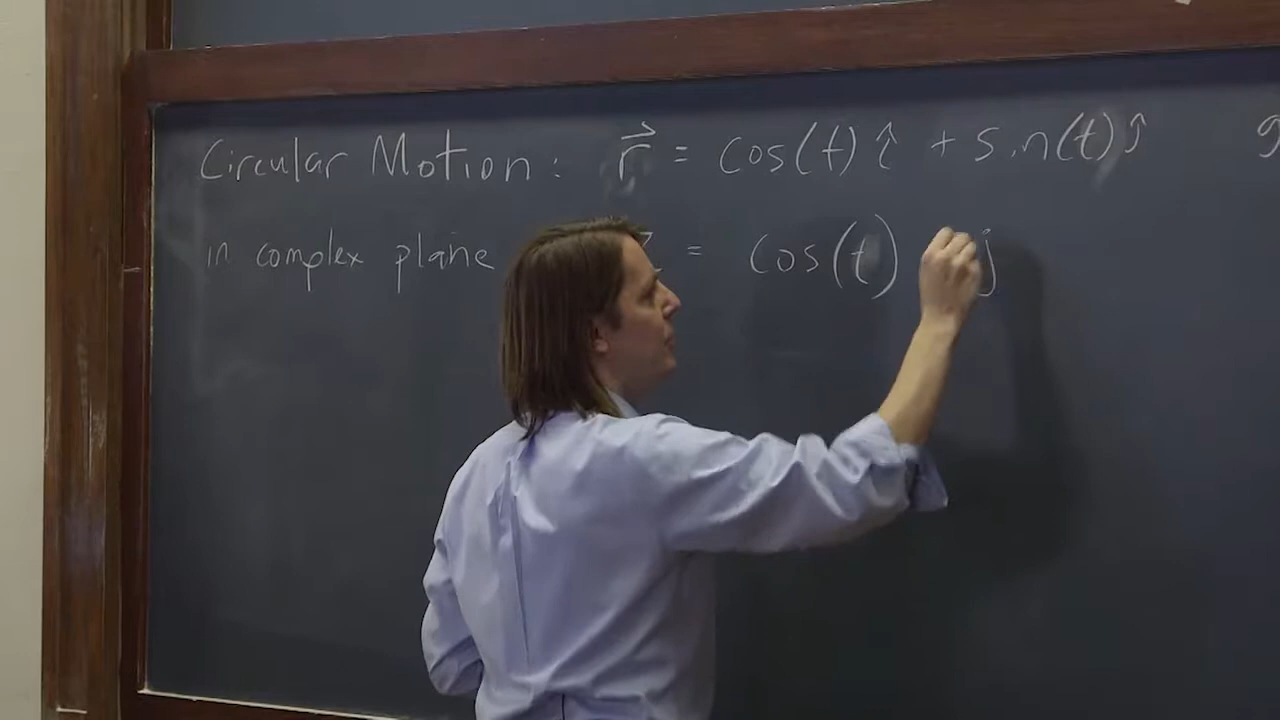 Circular Motion: r⃗ = cos(t) î + sin(t) ĵ
in complex plane z = cos(t) j